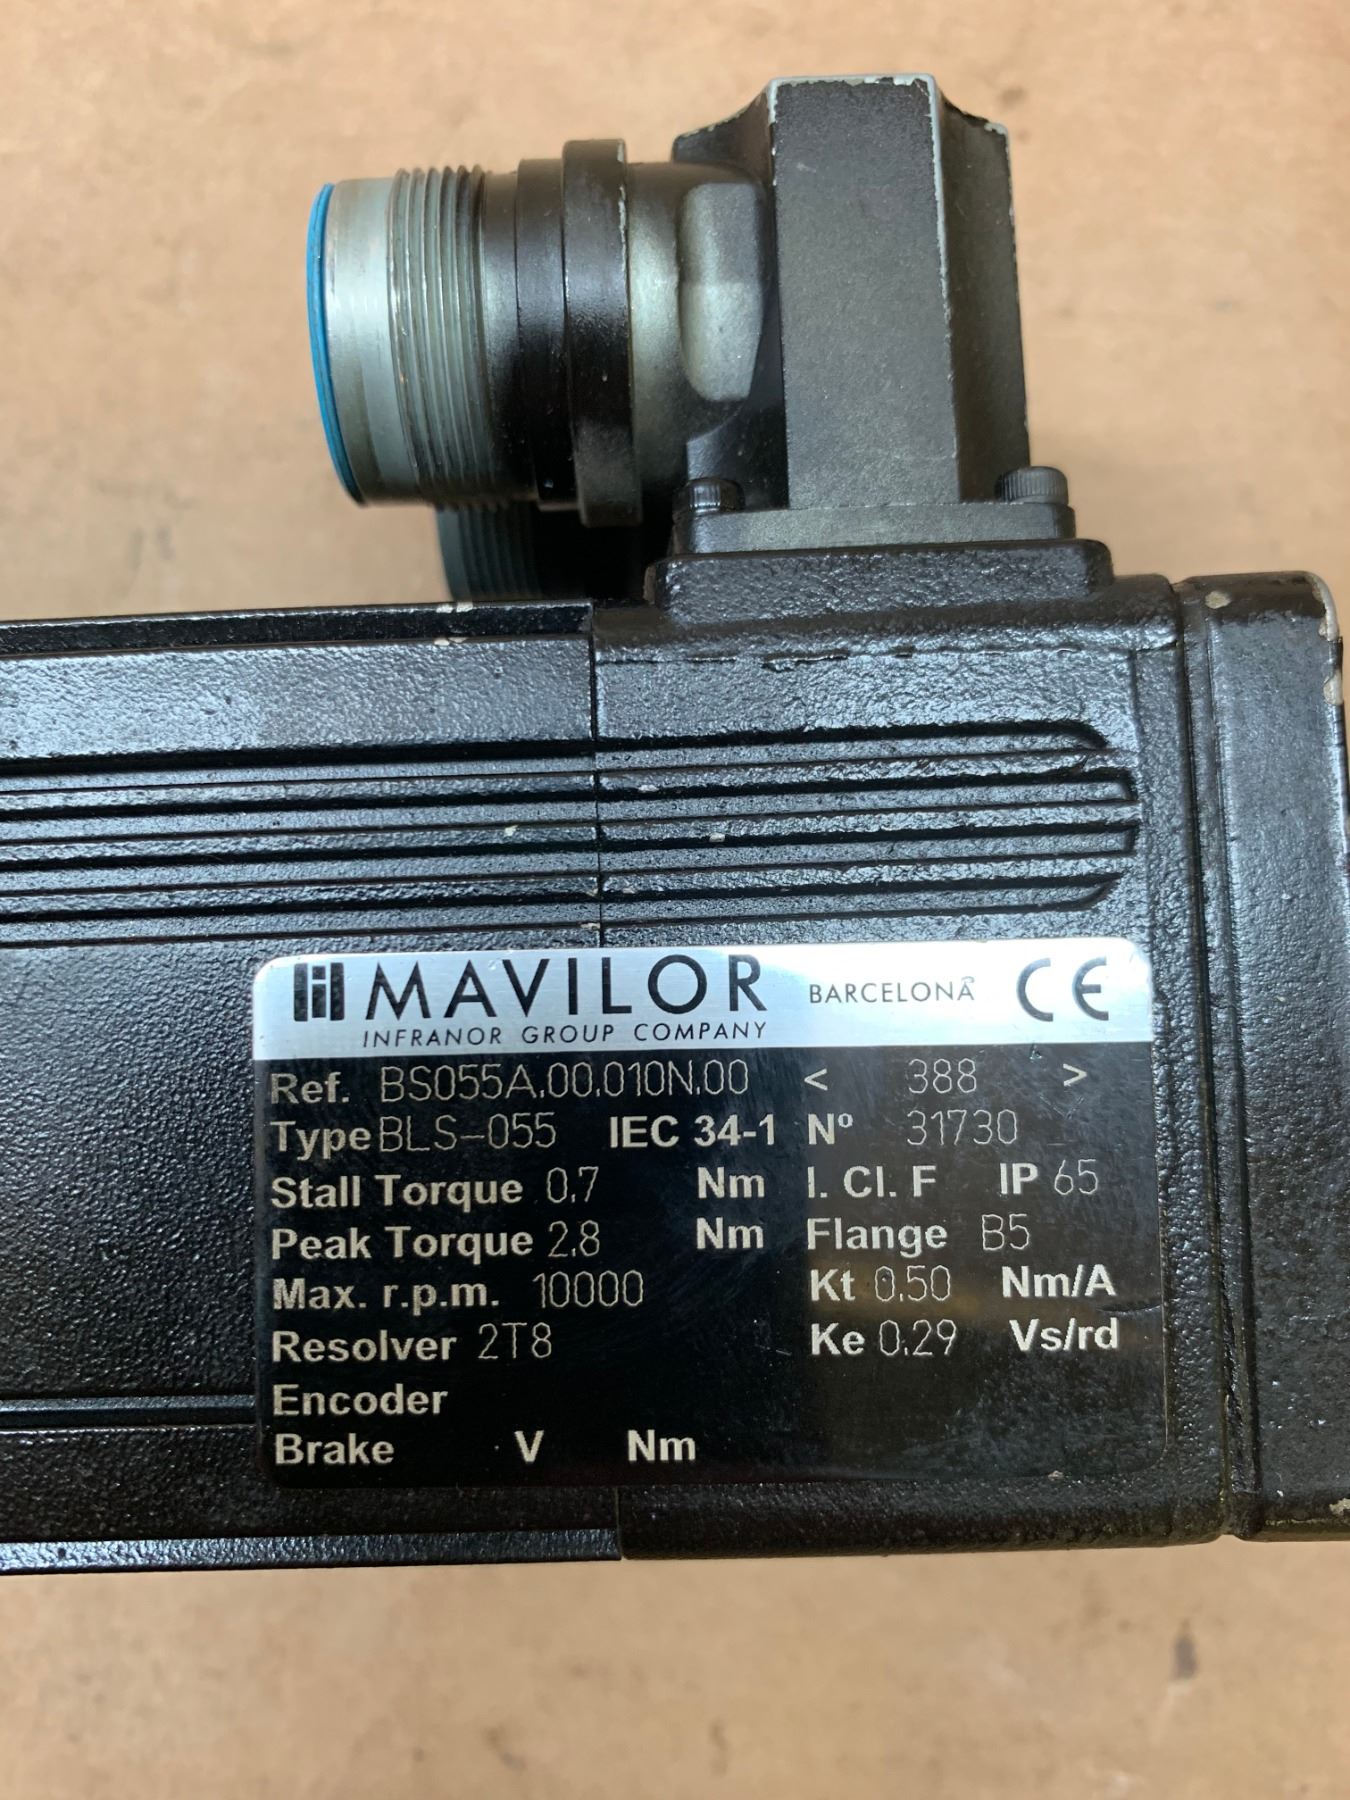 MAVILOR BARCELONA CE
INFRANOR GROUP COMPANY
Ref. BS055A.00.010N.00 < 388 >
Type BLS-055 IEC 34-1 Nº 31730
Stall Torque 0.7 Nm I. Cl. F IP 65
Peak Torque 2.8 Nm Flange B5
Max. r.p.m. 10000 Kt 0.50 Nm/A
Resolver 2T8 Ke 0.29 Vs/rd
Encoder
Brake V Nm